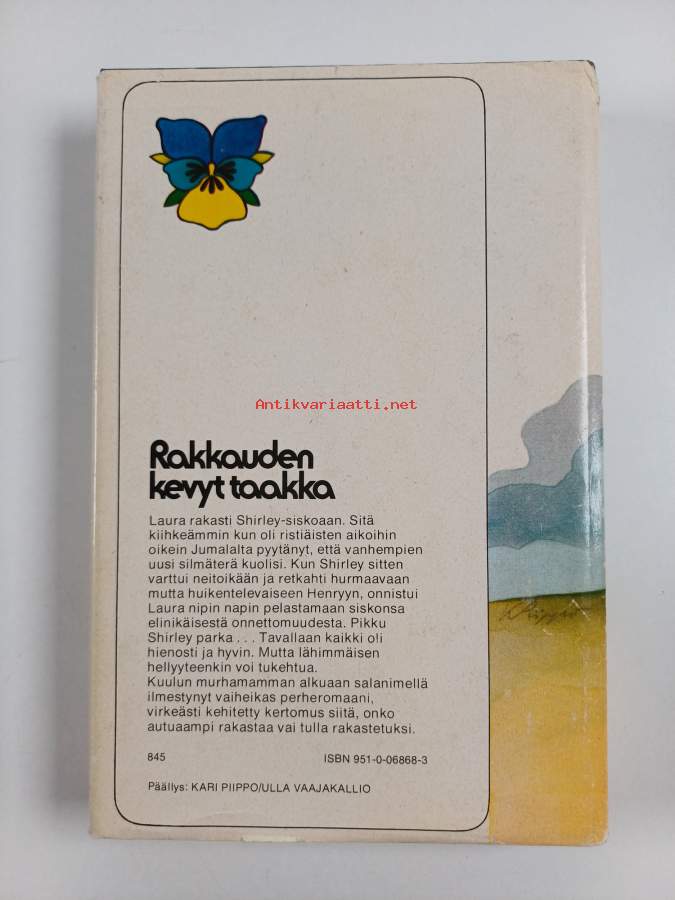 Antikvariaatti.net
Rakkauden
kevyt taakka
Laura rakasti Shirley-siskoaan. Sitä
kiihkeämmin kun oli ristiäisten aikoihin
oikein Jumalalta pyytänyt, että vanhempien
uusi silmäterä kuolisi. Kun Shirley sitten
varttui neitoikään ja retkahti hurmaavaan
mutta huikentelevaiseen Henryyn, onnistui
Laura nipin napin pelastamaan siskonsa
elinikäisestä onnettomuudesta. Pikku
Shirley parka . . . Tavallaan kaikki oli
hienosti ja hyvin. Mutta lähimmäisen
hellyyteenkin voi tukehtua.
Kuulun murhamamman alkuaan salanimellä
ilmestynyt vaiheikas perheromaani,
virkeästi kehitetty kertomus siitä, onko
autuaampi rakastaa vai tulla rakastetuksi.
845 ISBN 951-0-06868-3
Päällys: KARI PIIPPO/ULLA VAAJAKALLIO